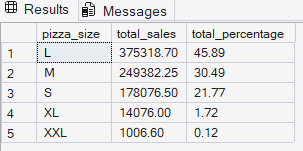 Results Messages
pizza_size total_sales total_percentage
1 L 375318.70 45.89
2 M 249382.25 30.49
3 S 178076.50 21.77
4 XL 14076.00 1.72
5 XXL 1006.60 0.12